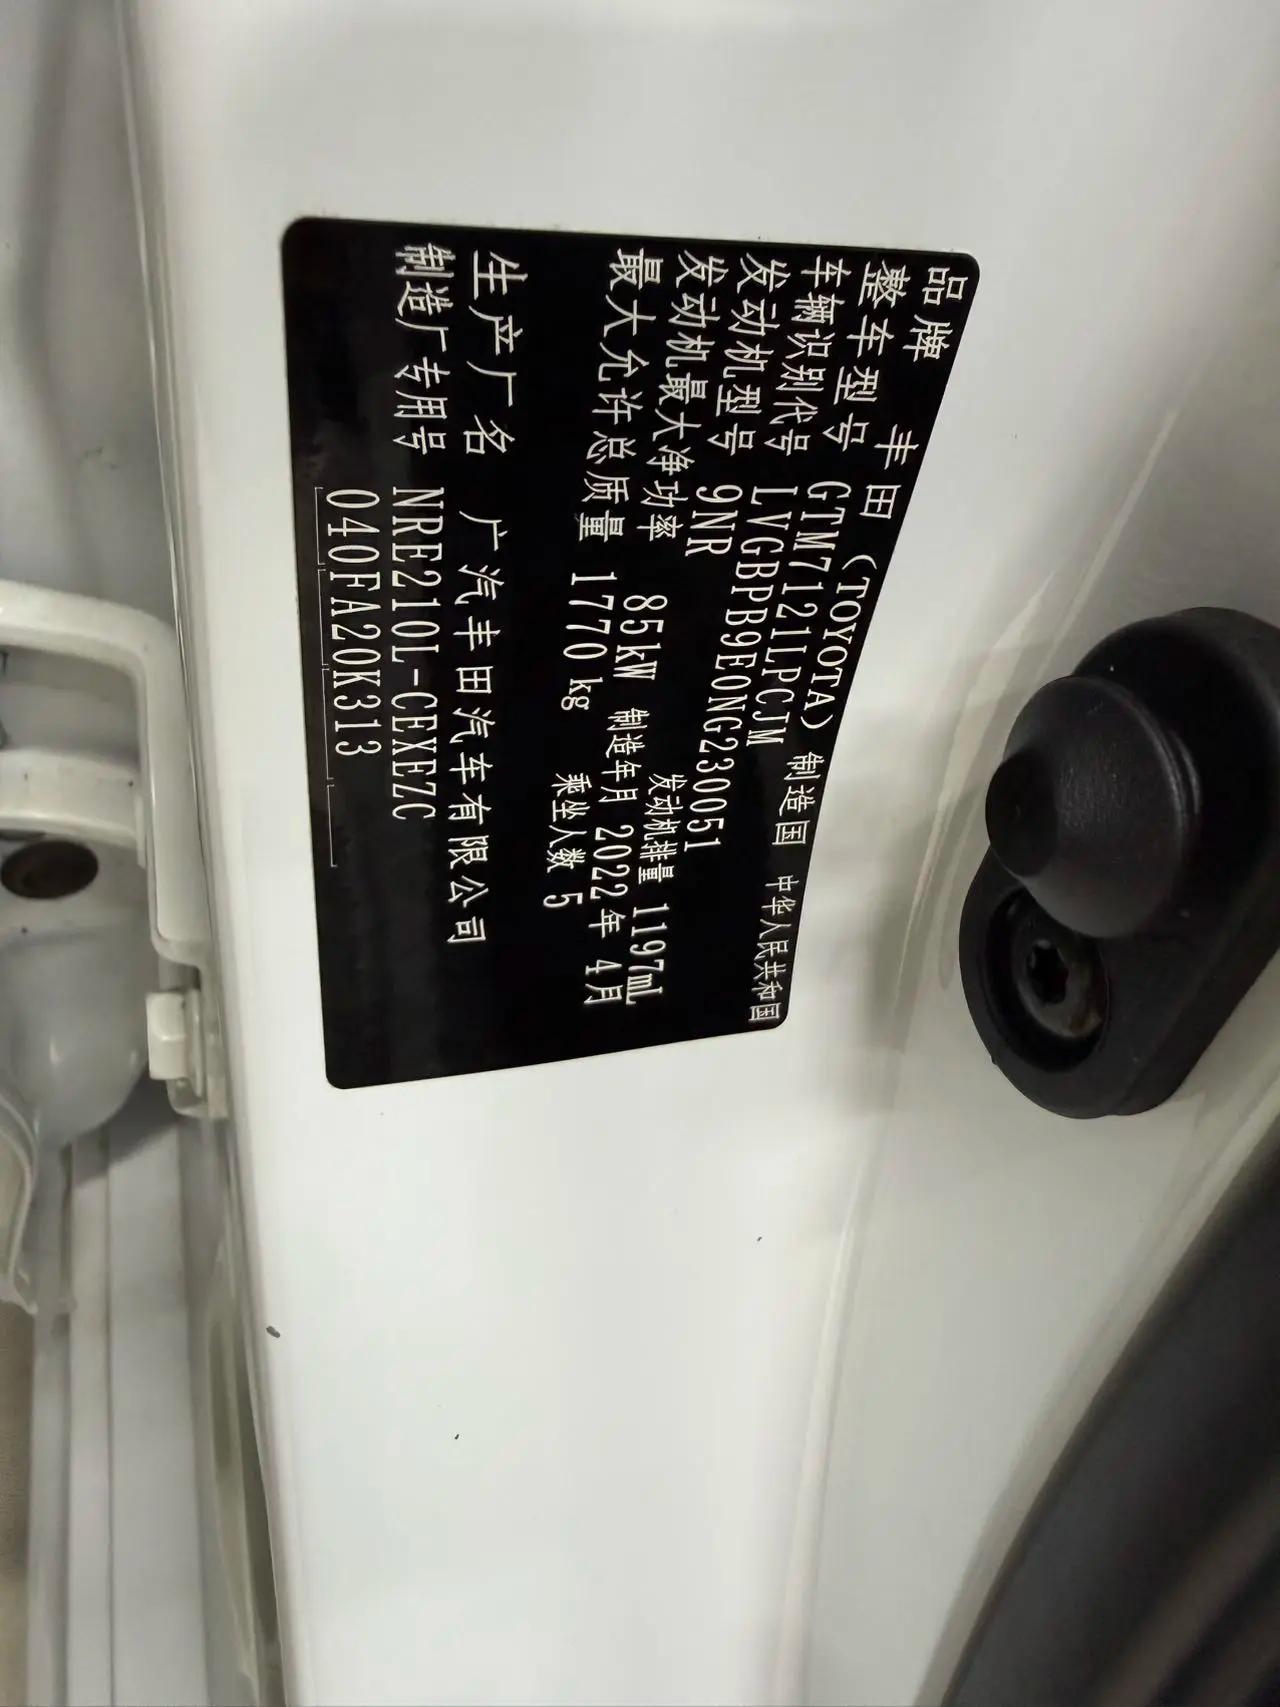 品牌 丰田 (TOYOTA) 制造国 中华人民共和国
整车型号 GTM7121LPCJM
车辆识别代号 LVGBPB9E0NG230051
发动机型号 9NR 发动机排量 1197mL
发动机最大净功率 85kW 制造年月 2022年 4月
最大允许总质量 1770 kg 乘坐人数 5
生产厂名 广汽丰田汽车有限公司
制造厂专用号 NRE210L-CEXEZC
040FA20K313